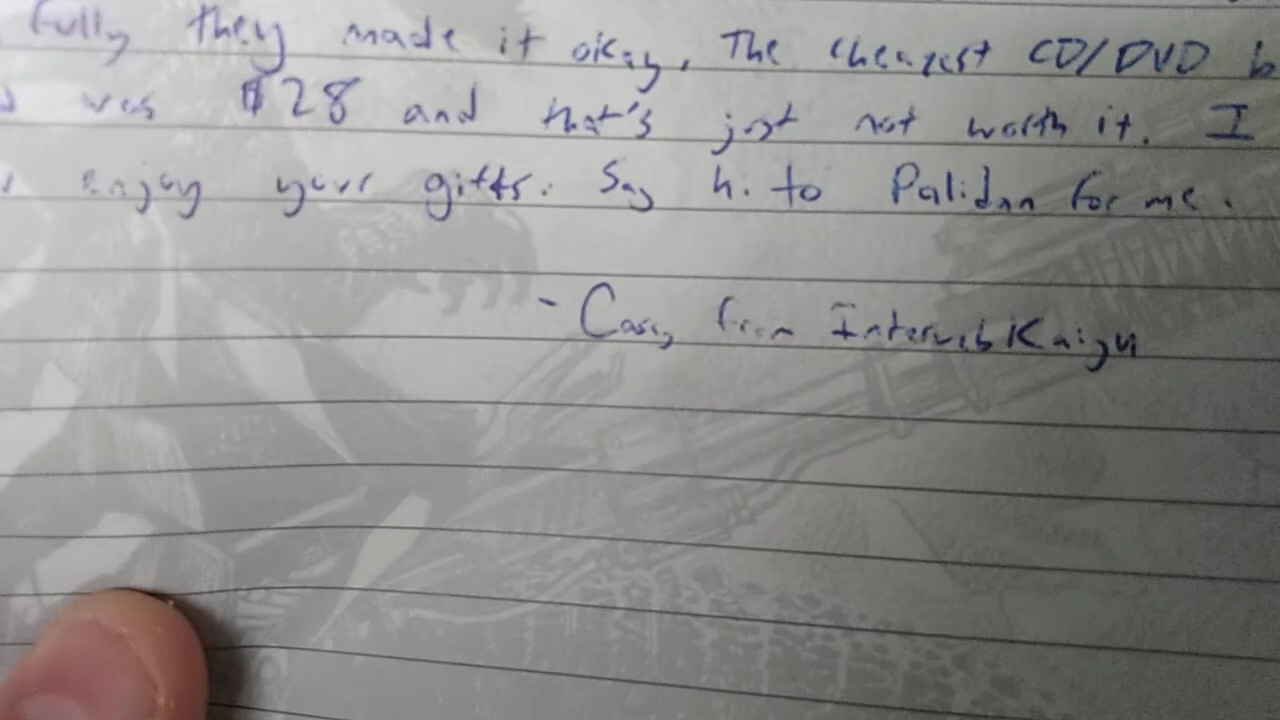 fully they made it okay. The cheapest CD/DVD b
was $28 and that's just not worth it. I
enjoy your gifts. Say hi to Palidan for me.
- Casey from InterwebKaiju